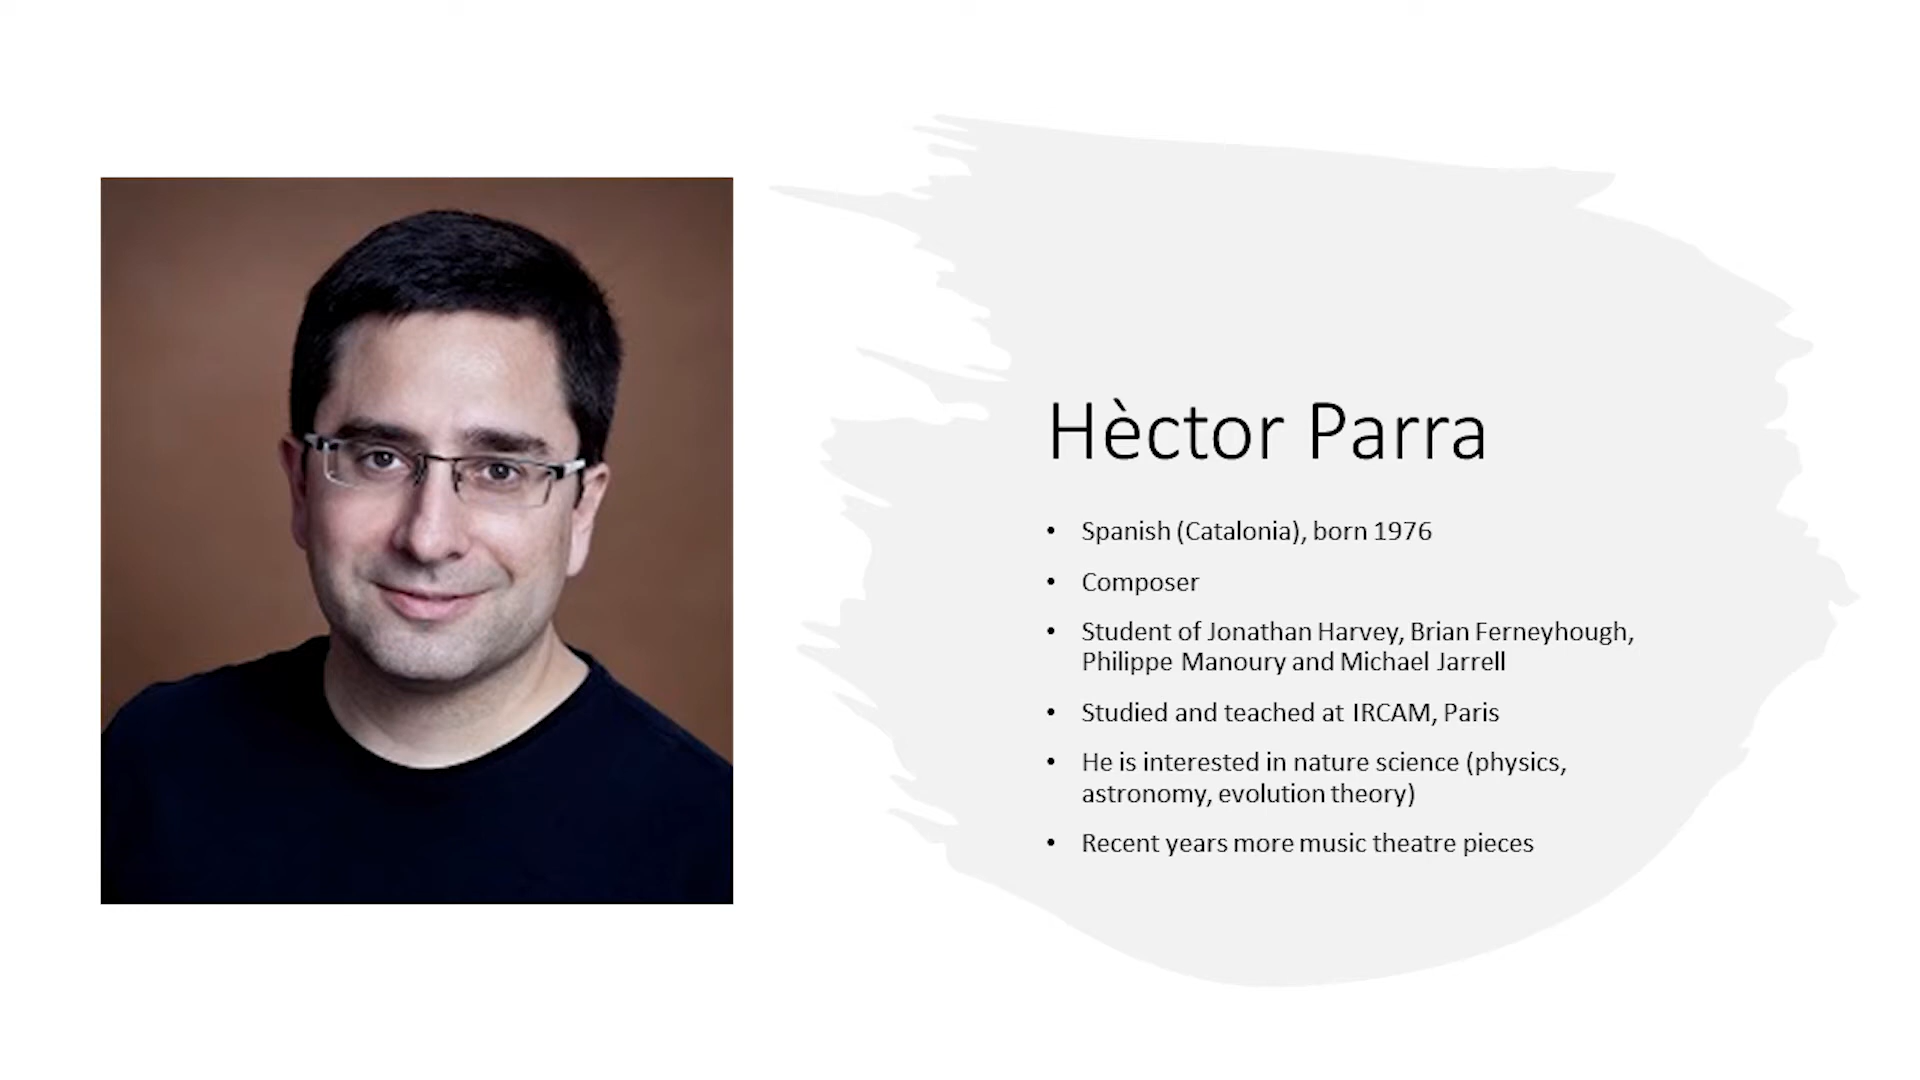 Hèctor Parra
• Spanish (Catalonia), born 1976
• Composer
• Student of Jonathan Harvey, Brian Ferneyhough,
Philippe Manoury and Michael Jarrell
• Studied and teached at IRCAM, Paris
• He is interested in nature science (physics,
astronomy, evolution theory)
• Recent years more music theatre pieces